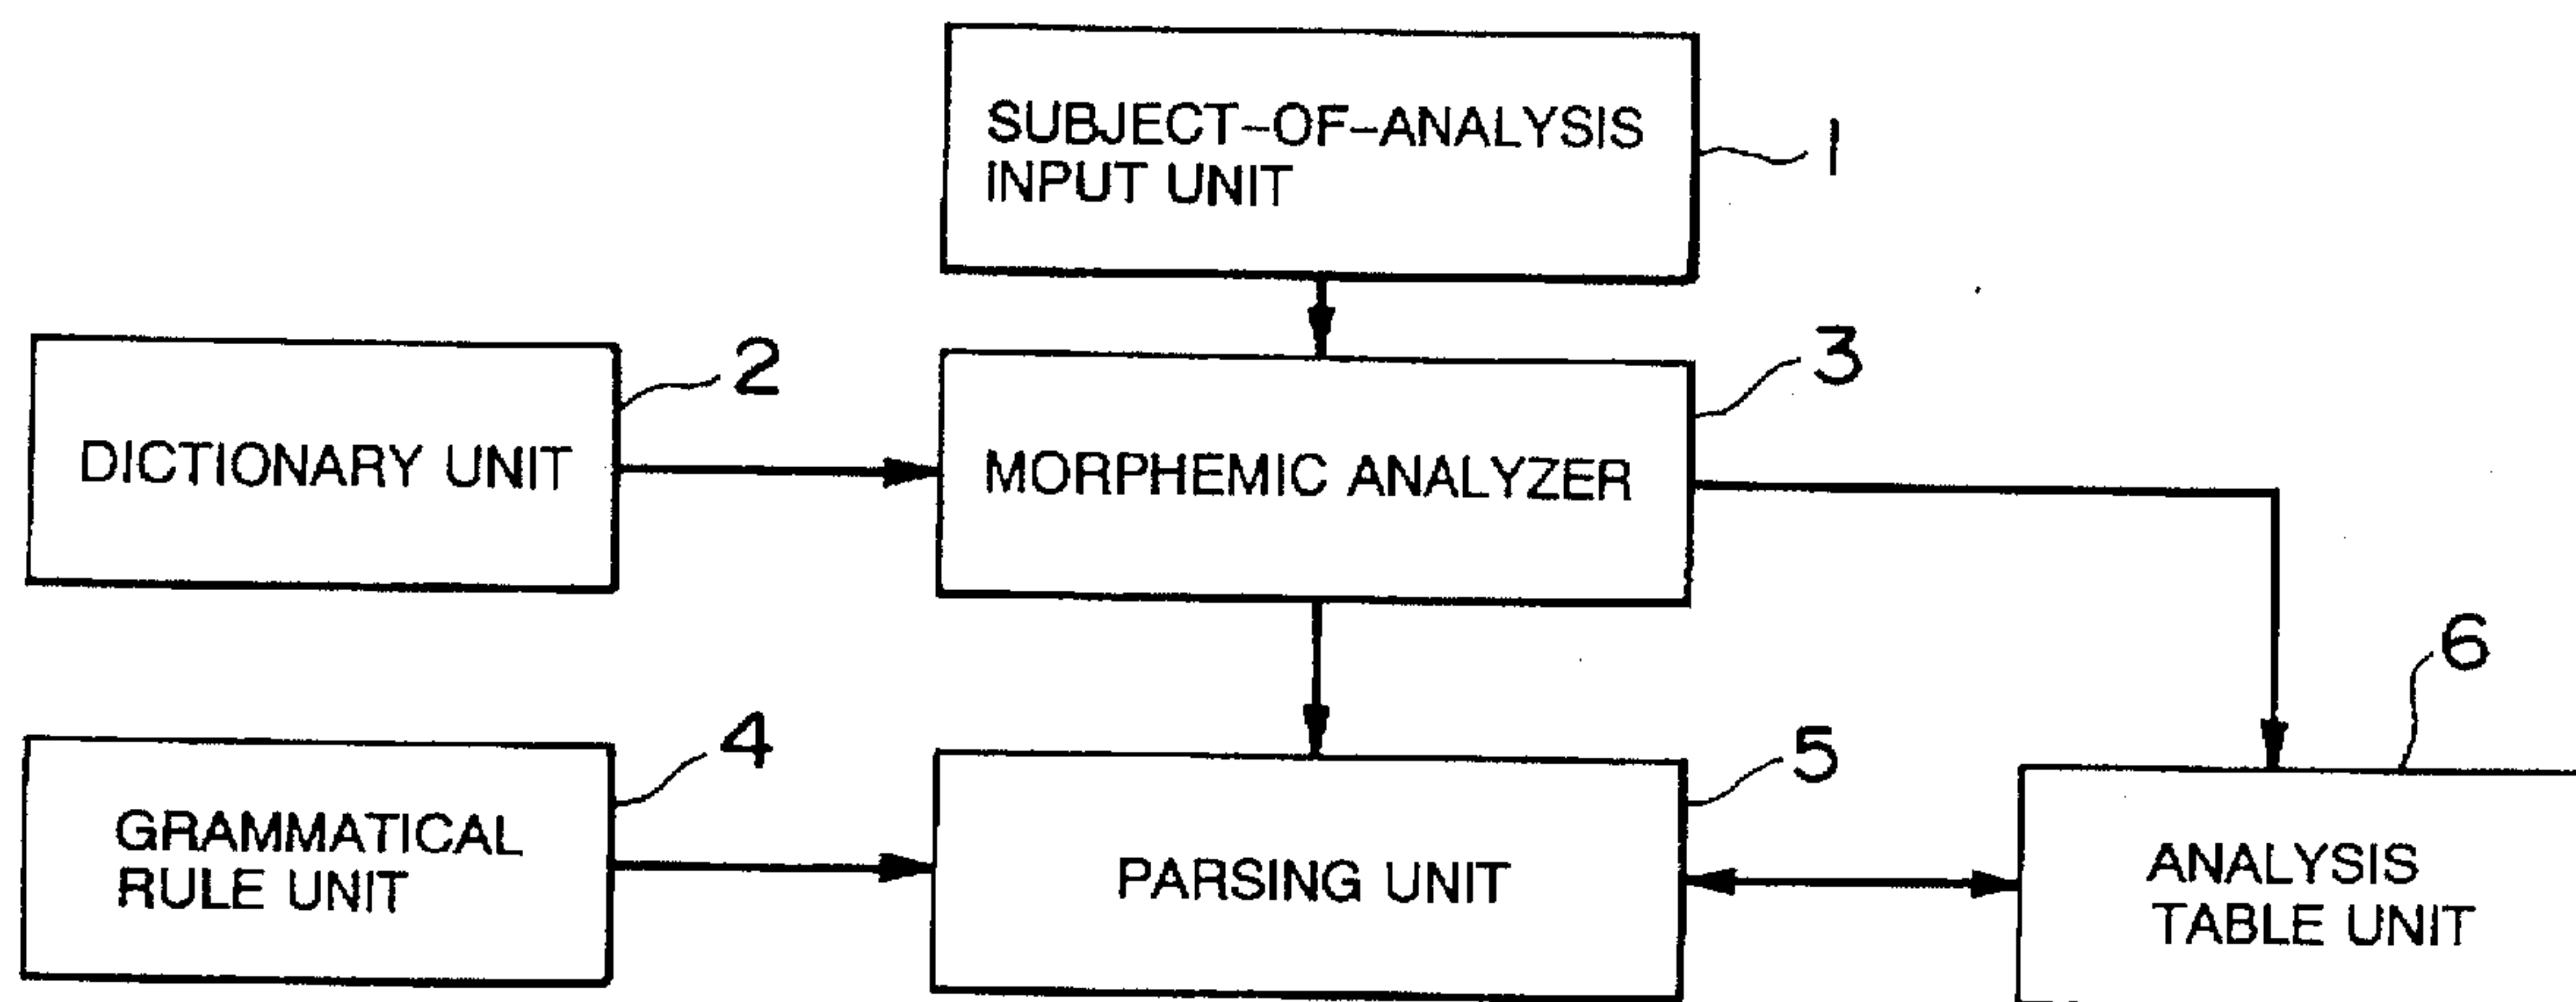 SUBJECT-OF-ANALYSIS
INPUT UNIT
1
2
3
DICTIONARY UNIT
MORPHEMIC ANALYZER
4
5
6
GRAMMATICAL
RULE UNIT
PARSING UNIT
ANALYSIS
TABLE UNIT